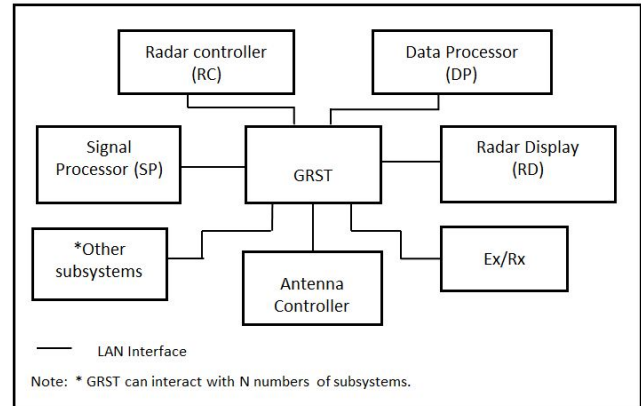 Radar controller
(RC)
Data Processor
(DP)
Signal
Processor (SP)
GRST
Radar Display
(RD)
*Other
subsystems
Antenna
Controller
Ex/Rx
LAN Interface
Note: * GRST can interact with N numbers of subsystems.